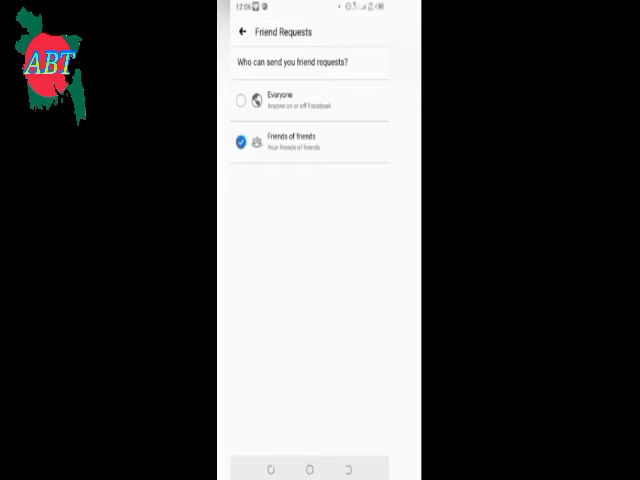 ABT
12:06
Friend Requests
Who can send you friend requests?
Everyone
Anyone on or off Facebook
Friends of friends
Your friends of friends